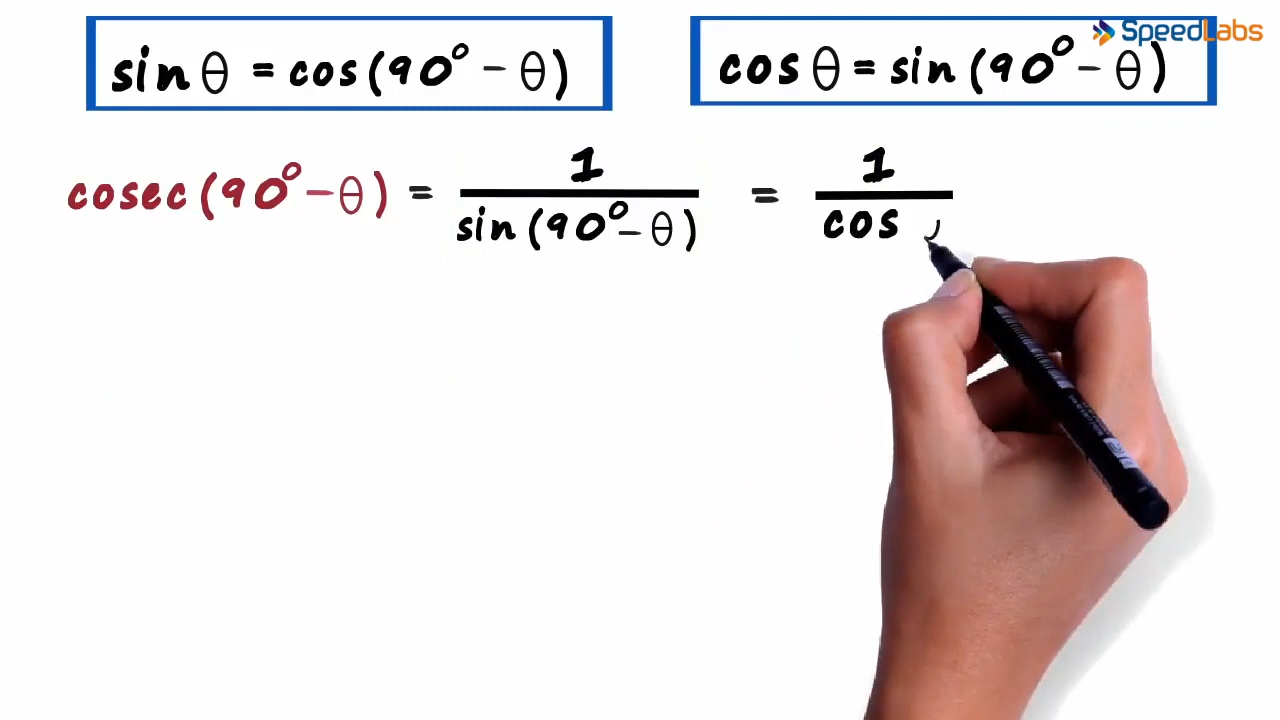 SpeedLabs
sin θ = cos (90° - θ)
cos θ = sin (90° - θ)
cosec (90° - θ) = 1 / sin (90° - θ) = 1 / cos